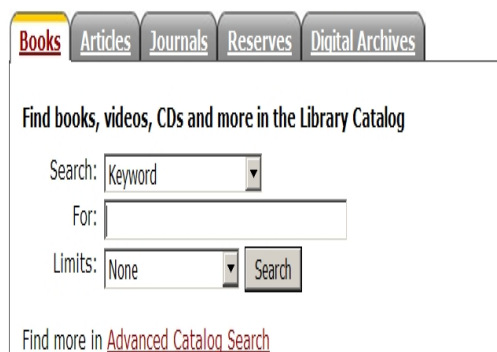 Books Articles Journals Reserves Digital Archives
Find books, videos, CDs and more in the Library Catalog
Search: Keyword
For:
Limits: None Search
Find more in Advanced Catalog Search